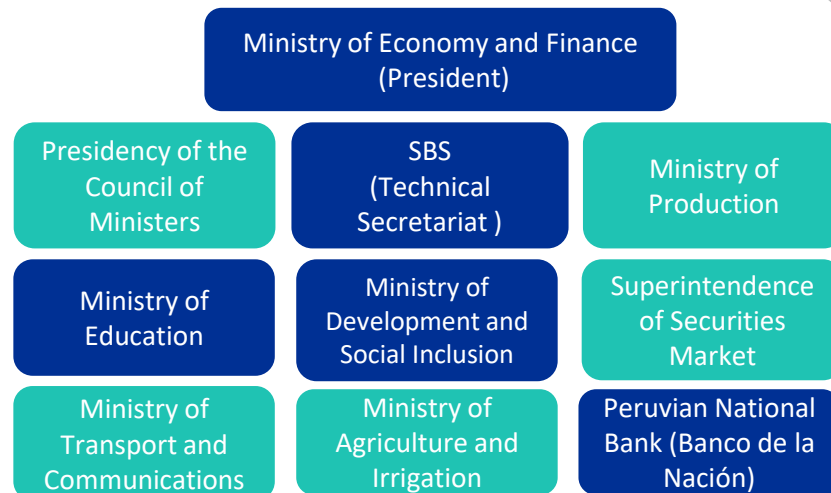 Ministry of Economy and Finance
(President)
Presidency of the
Council of
Ministers
SBS
(Technical
Secretariat )
Ministry of
Production
Ministry of
Education
Ministry of
Development and
Social Inclusion
Superintendence
of Securities
Market
Ministry of
Transport and
Communications
Ministry of
Agriculture and
Irrigation
Peruvian National
Bank (Banco de la
Nación)